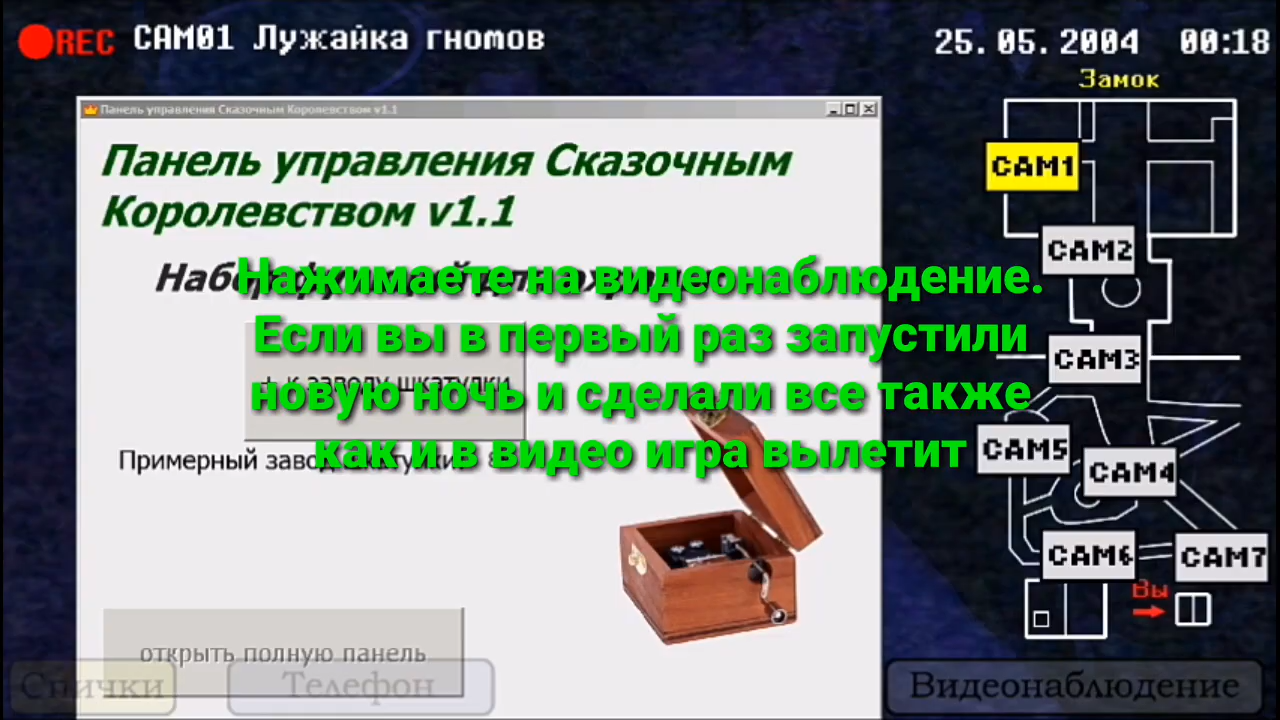 REC CAM01 Лужайка гномов
25.05.2004 00:18
Замок
Панель управления Сказочным Королевством v1.1
Панель управления Сказочным
Королевством v1.1
Нажимаете на видеонаблюдение.
Если вы в первый раз запустили
новую ночь и сделали все также
как и в видео игра вылетит
+ к заводу шкатулки
Примерный завод
открыть полную панель
CAM1
CAM2
CAM3
CAM5
CAM4
CAM6
CAM7
Вы
Спички
Телефон
Видеонаблюдение